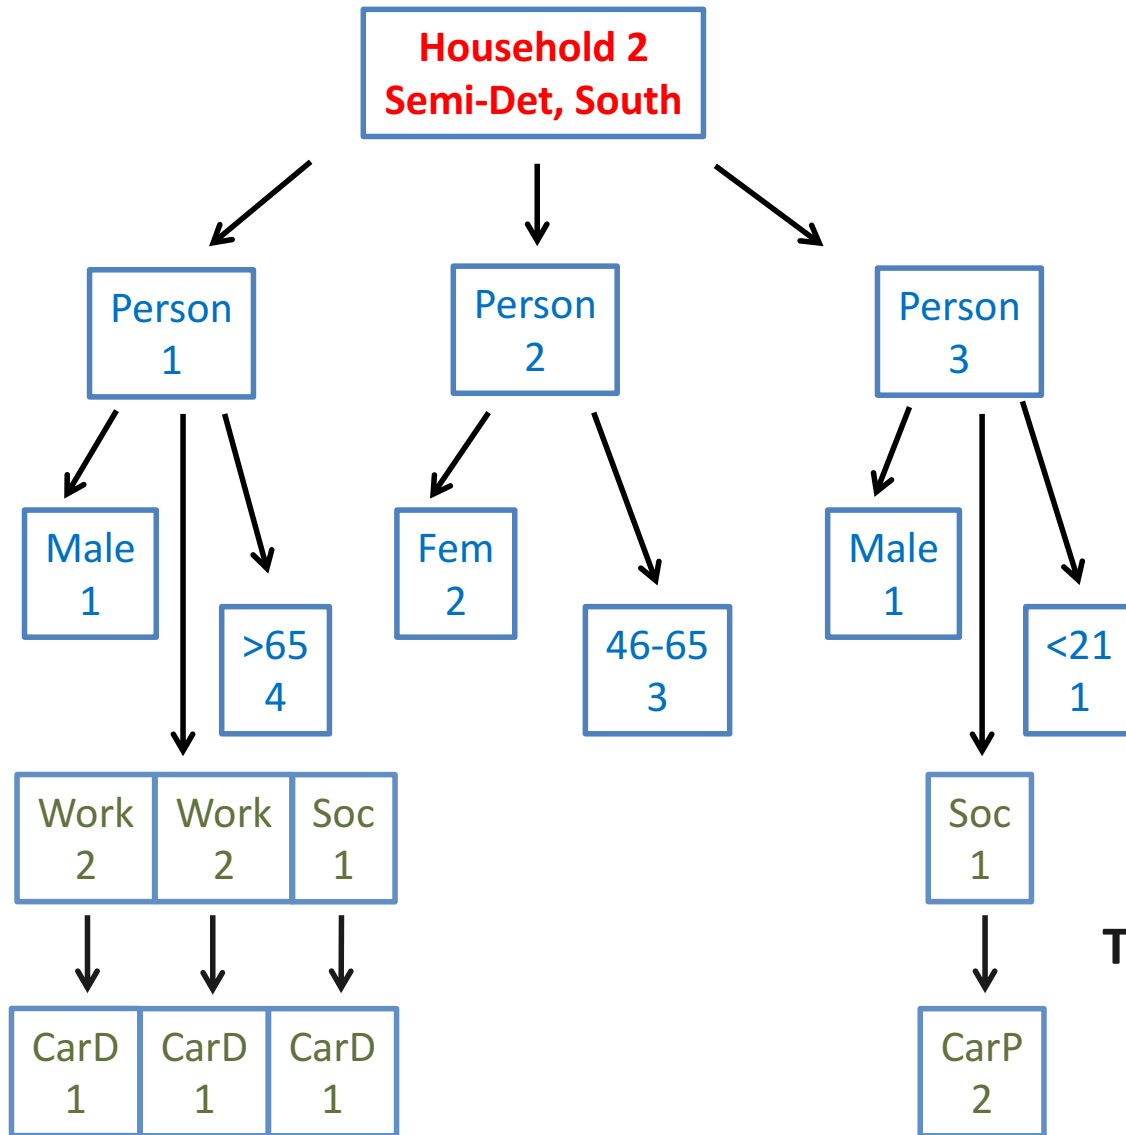 Household 2
Semi-Det, South
Person
1
Person
2
Person
3
Male
1
Fem
2
Male
1
>65
4
46-65
3
<21
1
Work
2
Work
2
Soc
1
Soc
1
T
CarD
1
CarD
1
CarD
1
CarP
2